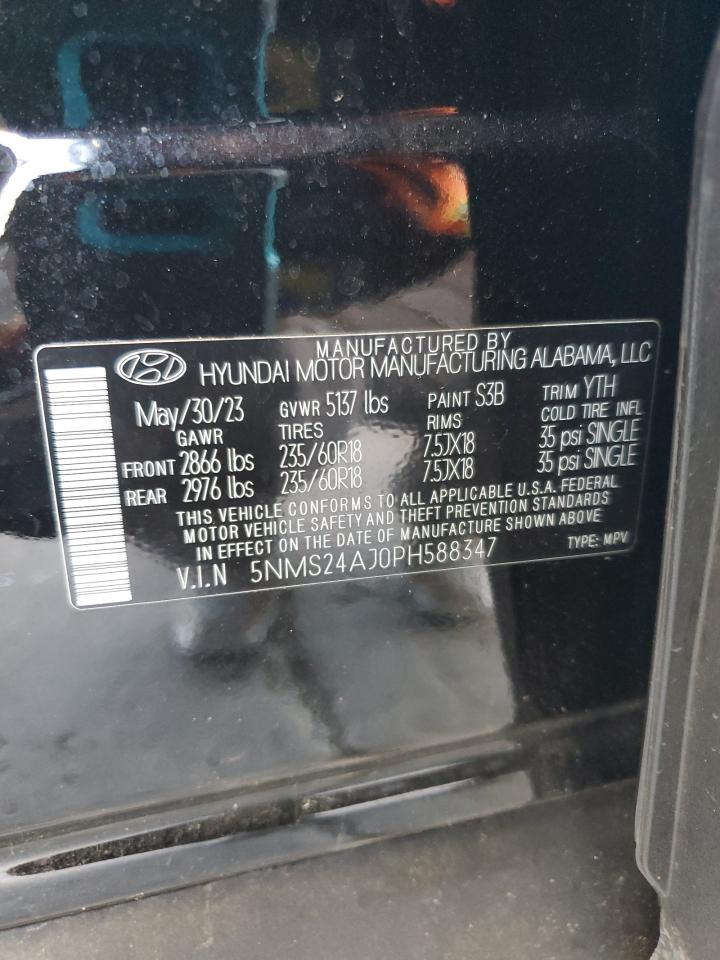 MANUFACTURED BY
HYUNDAI MOTOR MANUFACTURING ALABAMA, LLC
May/30/23 GVWR 5137 lbs PAINT S3B TRIM YTH
GAWR TIRES RIMS COLD TIRE INFL
FRONT 2866 lbs 235/60R18 7.5JX18 35 psi SINGLE
REAR 2976 lbs 235/60R18 7.5JX18 35 psi SINGLE
THIS VEHICLE CONFORMS TO ALL APPLICABLE U.S.A. FEDERAL
MOTOR VEHICLE SAFETY AND THEFT PREVENTION STANDARDS
IN EFFECT ON THE DATE OF MANUFACTURE SHOWN ABOVE
V.I.N 5NMS24AJ0PH588347 TYPE: MPV